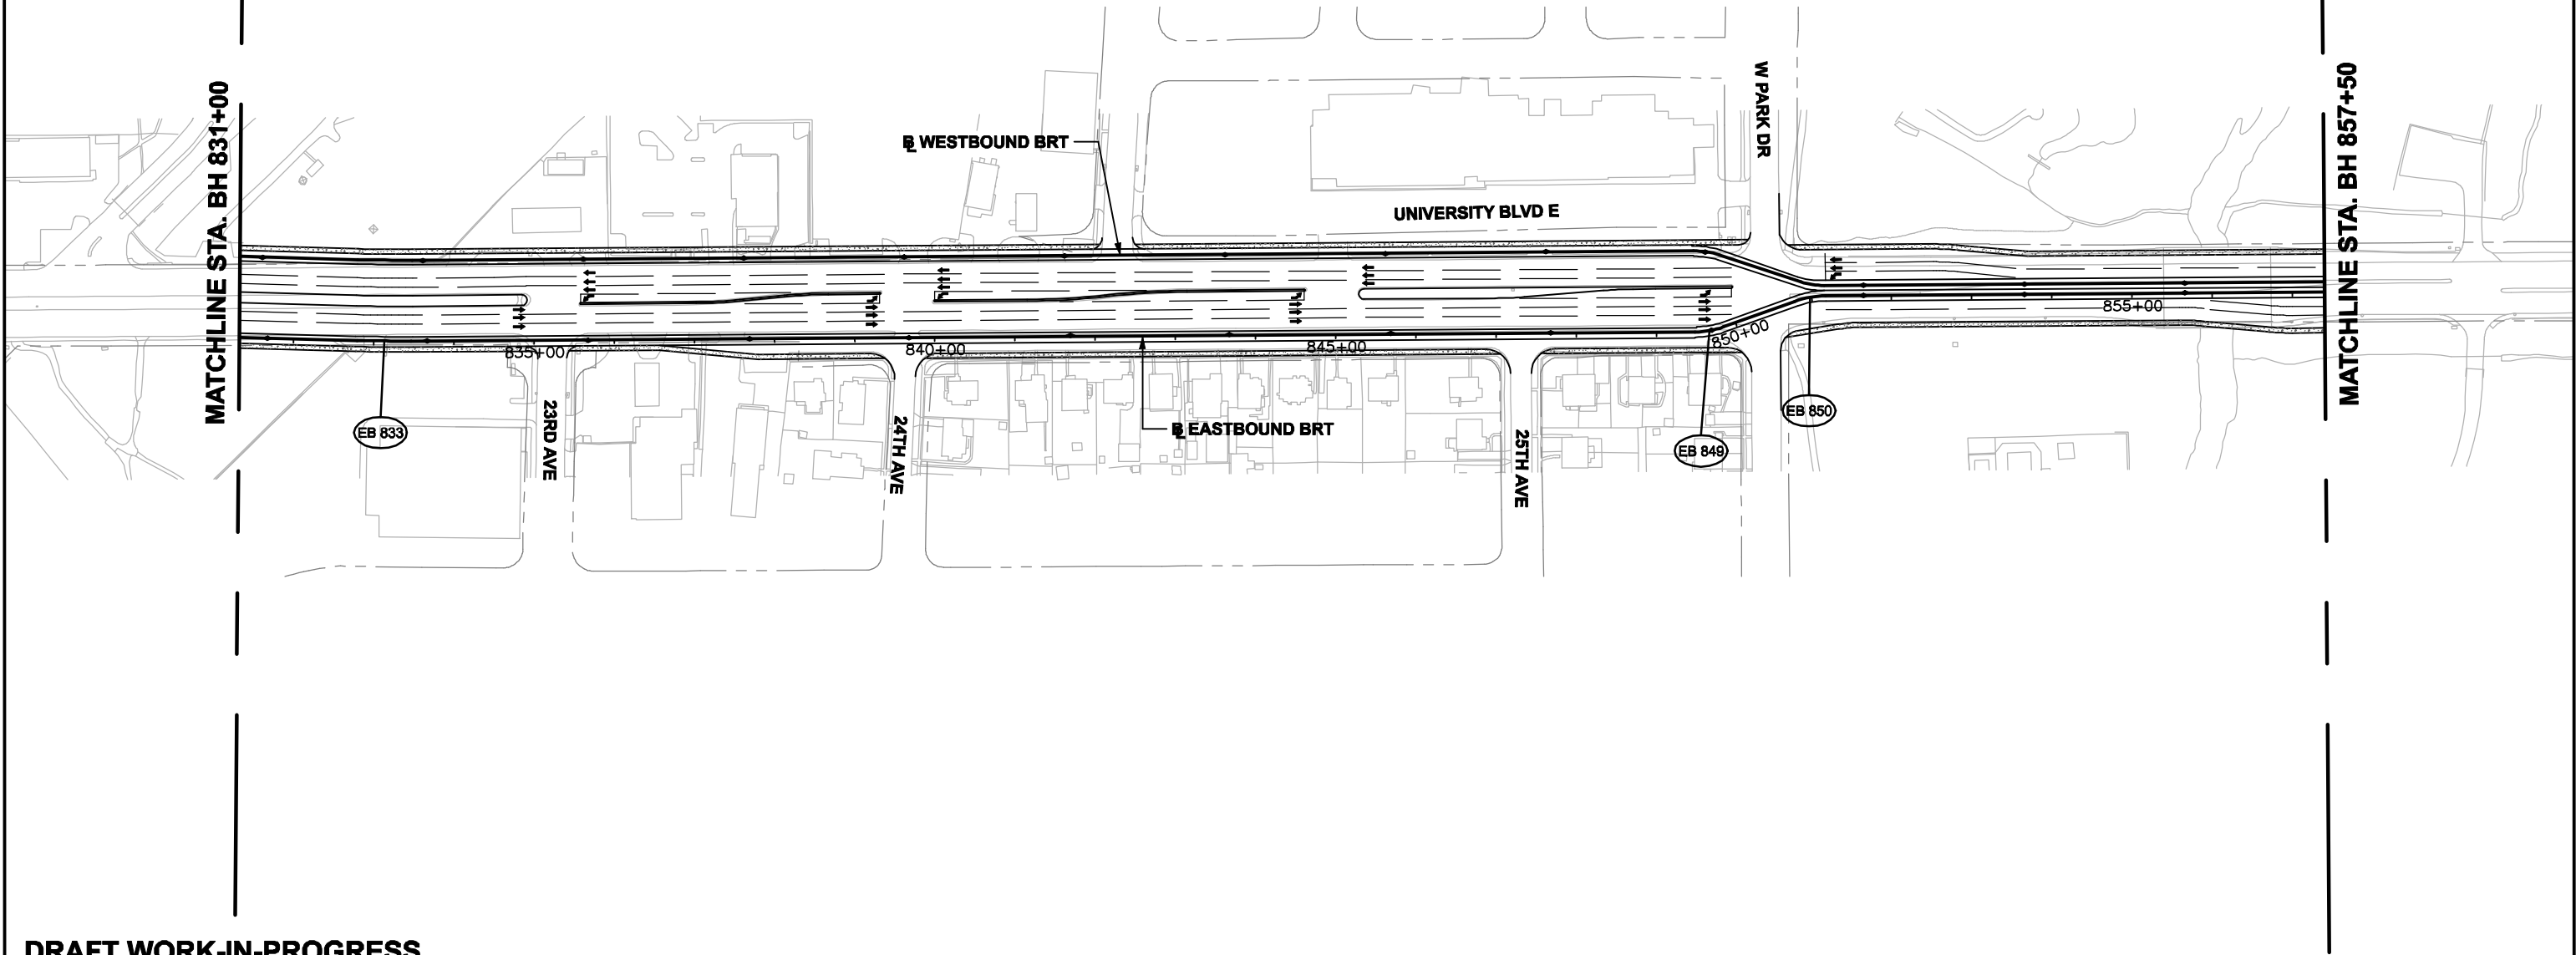 MATCHLINE STA. BH 831+00
W PARK DR
MATCHLINE STA. BH 857+50
BL WESTBOUND BRT
UNIVERSITY BLVD E
835+00
840+00
845+00
850+00
855+00
EB 833
23RD AVE
24TH AVE
BL EASTBOUND BRT
25TH AVE
EB 849
EB 850
DRAFT WORK-IN-PROGRESS